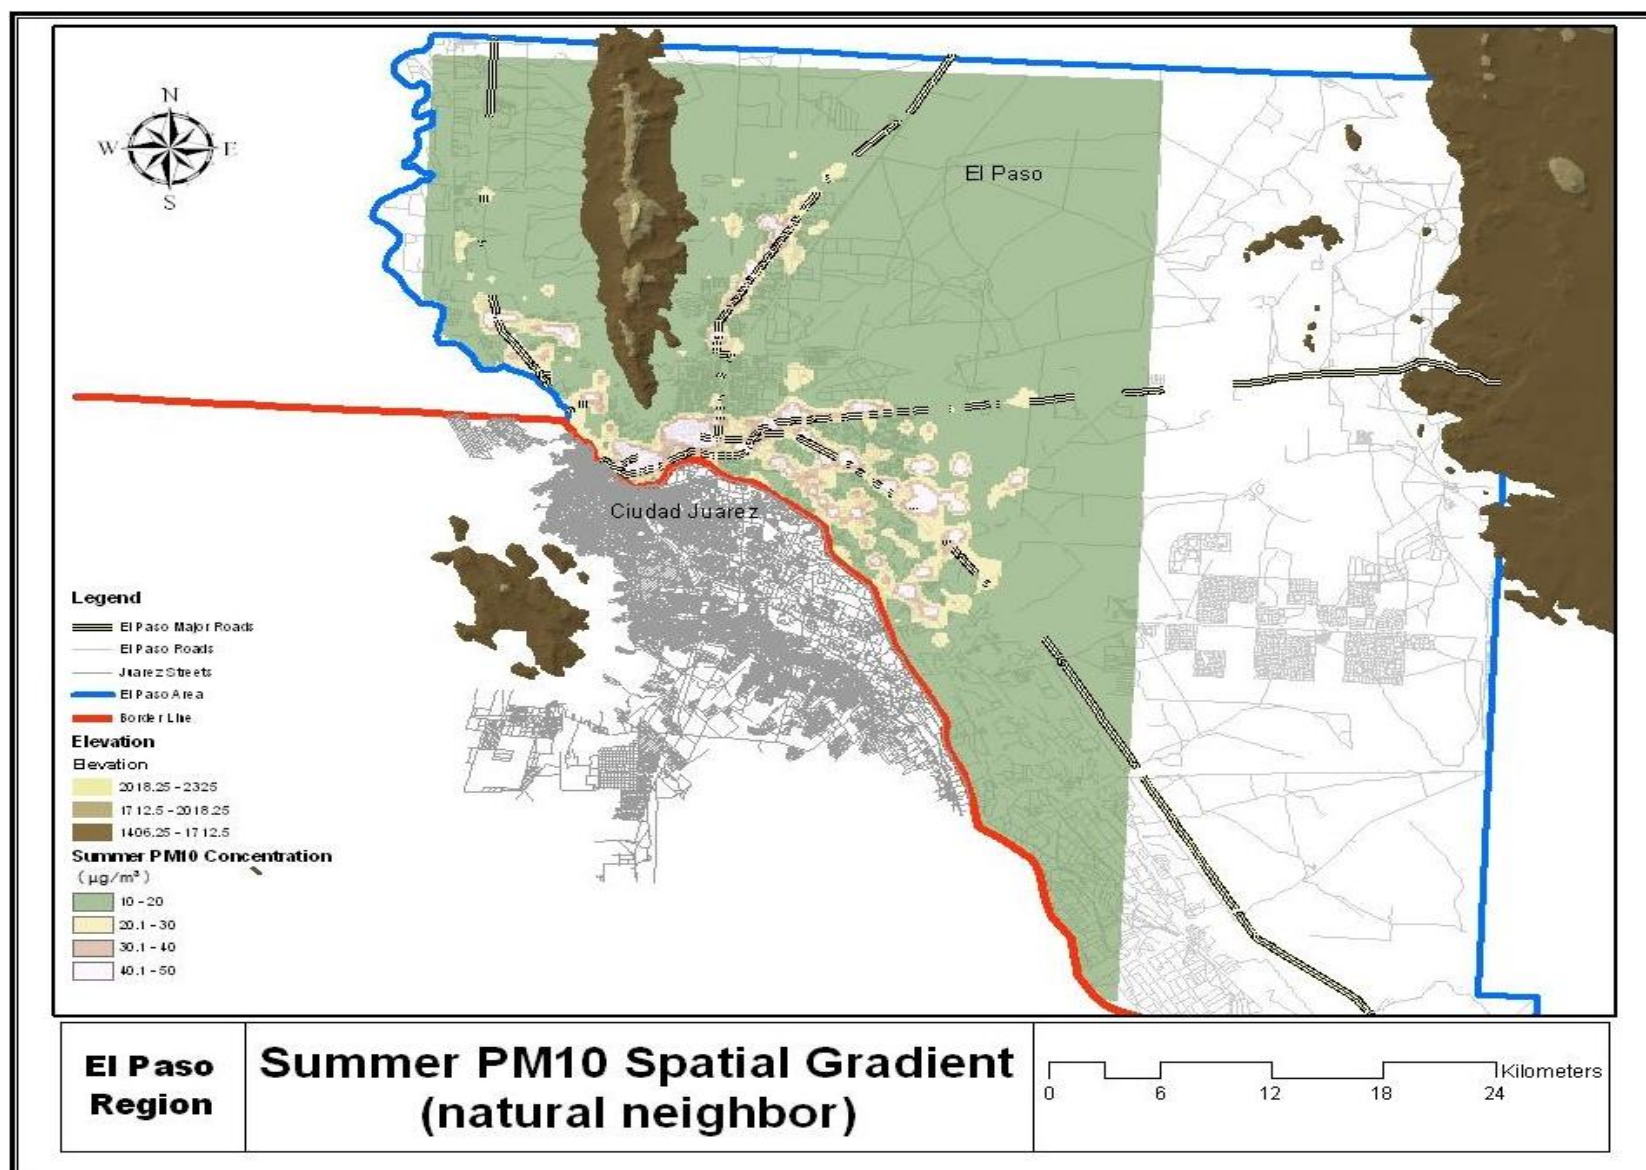 N
W E
S
El Paso
Ciudad Juarez
Legend
El Paso Major Roads
El Paso Roads
Juarez Streets
El Paso Area
Border Line
Elevation
Elevation
2018.25 - 2325
1712.5 - 2018.25
1406.25 - 1712.5
Summer PM10 Concentration
(µg/m³)
10 - 20
20.1 - 30
30.1 - 40
40.1 - 50
El Paso
Region
Summer PM10 Spatial Gradient
(natural neighbor)
Kilometers
0 6 12 18 24